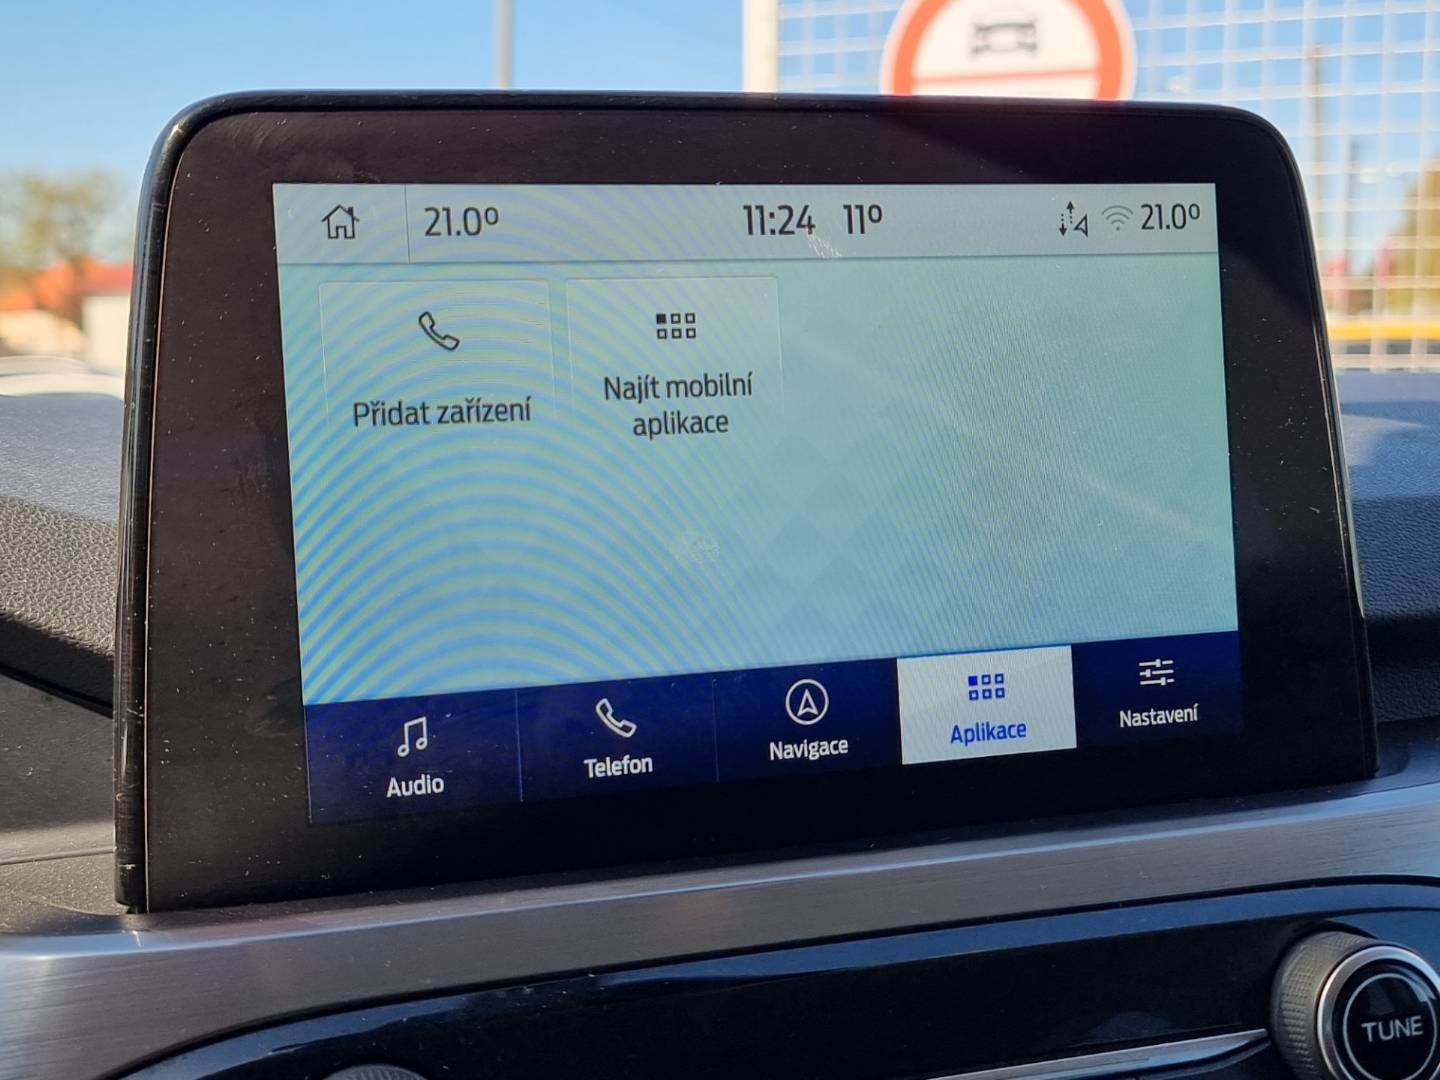 21.0° 11:24 11° 21.0°
Přidat zařízení
Najít mobilní
aplikace
Audio
Telefon
Navigace
Aplikace
Nastavení
TUNE